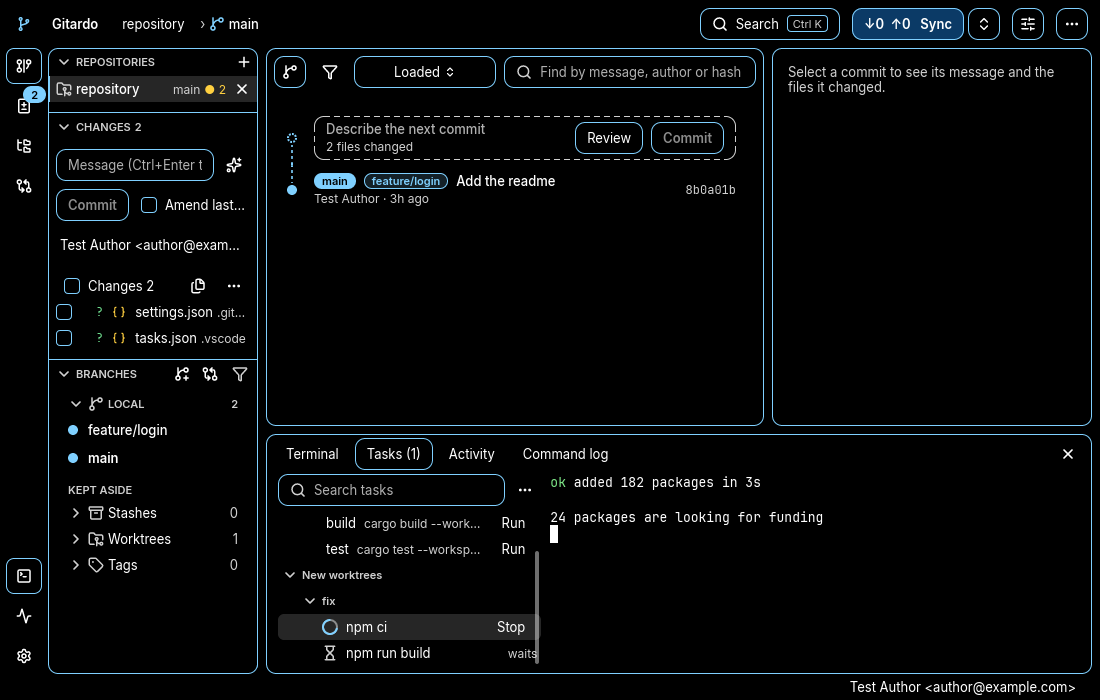 Gitardo repository › main Search Ctrl K ↓0 ↑0 Sync
REPOSITORIES
repository main 2
2
CHANGES 2
Message (Ctrl+Enter t
Commit Amend last...
Test Author <author@exam...
Changes 2
? {} settings.json .git...
? {} tasks.json .vscode
BRANCHES
LOCAL 2
feature/login
main
KEPT ASIDE
Stashes 0
Worktrees 1
Tags 0
Loaded Find by message, author or hash
Describe the next commit
2 files changed
Review Commit
main feature/login Add the readme
Test Author · 3h ago
8b0a01b
Select a commit to see its message and the
files it changed.
Terminal Tasks (1) Activity Command log
Search tasks
build cargo build --work... Run
test cargo test --worksp... Run
New worktrees
fix
npm ci Stop
npm run build waits
ok added 182 packages in 3s
24 packages are looking for funding
Test Author <author@example.com>